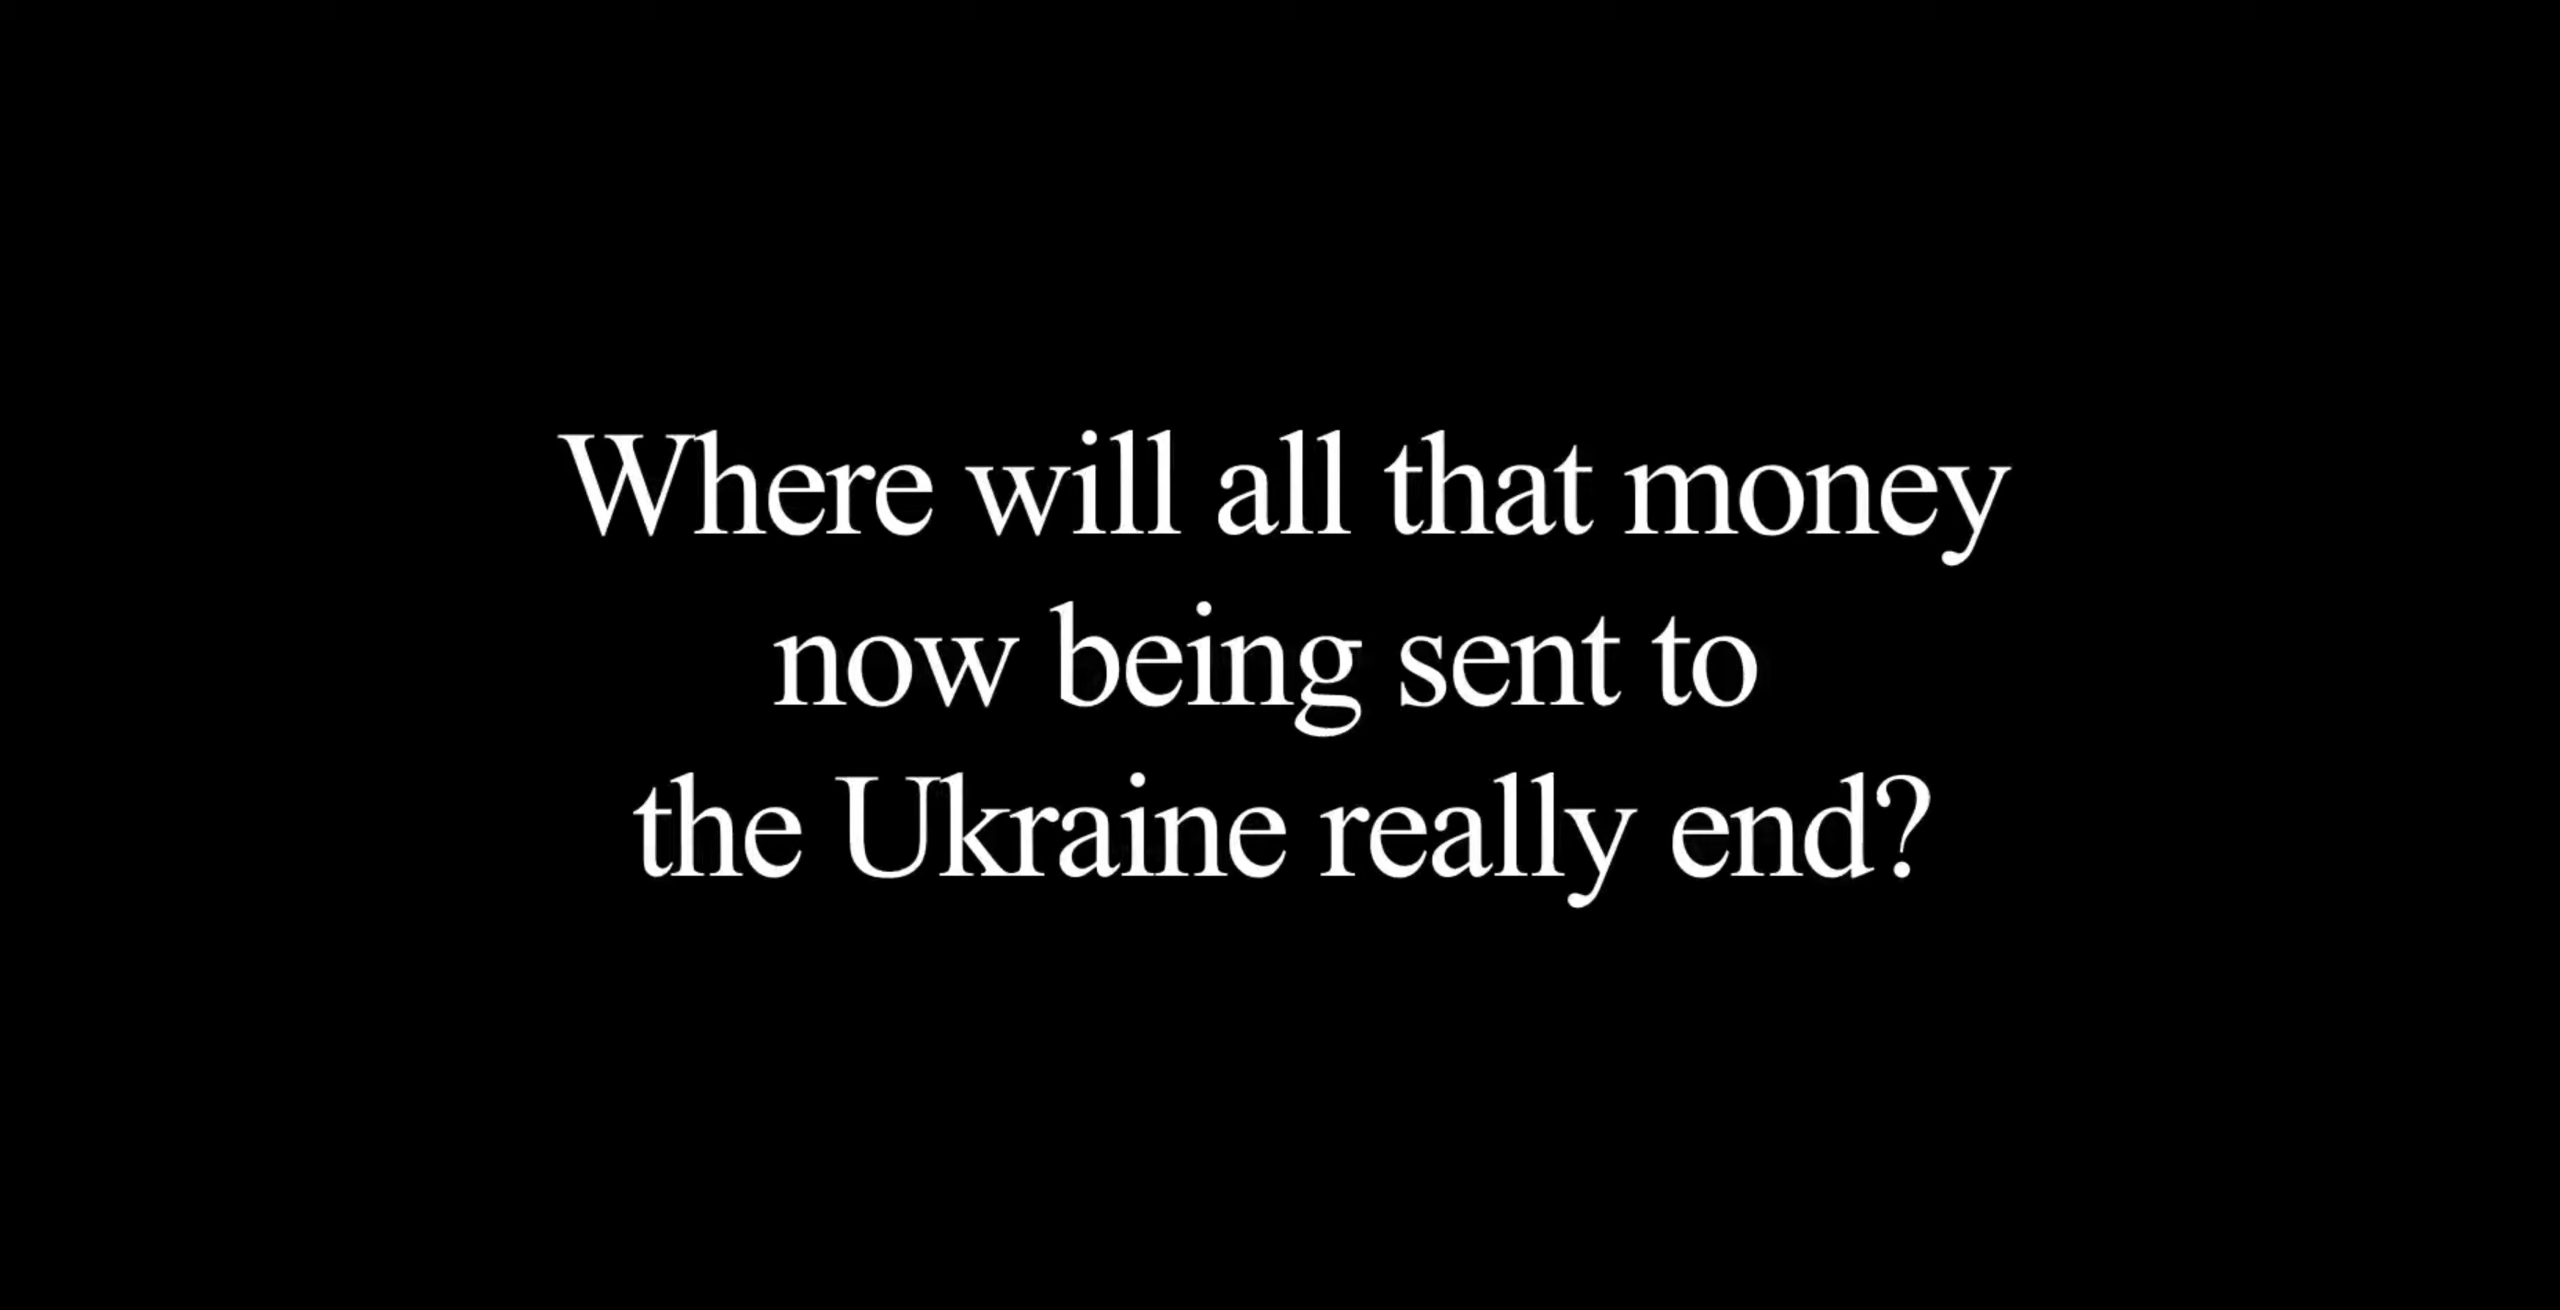 Where will all that money
now being sent to
the Ukraine really end?